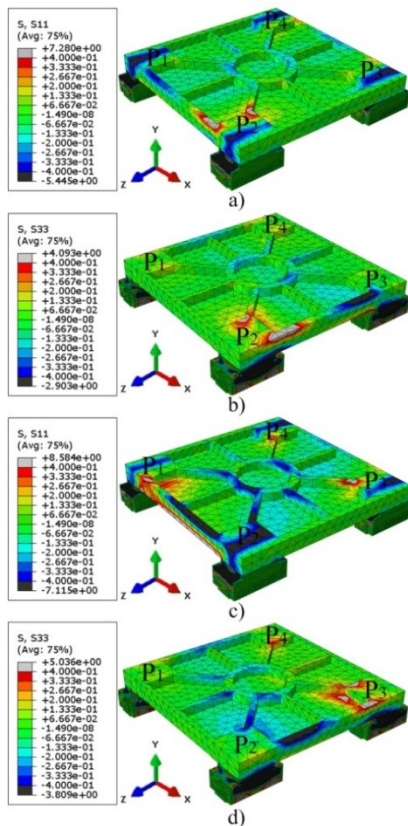 S, S11
(Avg: 75%)
+7.280e+00
+4.000e-01
+3.333e-01
+2.667e-01
+2.000e-01
+1.333e-01
+6.667e-02
-1.490e-08
-6.667e-02
-1.333e-01
-2.000e-01
-2.667e-01
-3.333e-01
-4.000e-01
-5.445e+00
P4
P1
P3
P2
Y
Z
X
a)
S, S33
(Avg: 75%)
+4.093e+00
+4.000e-01
+3.333e-01
+2.667e-01
+2.000e-01
+1.333e-01
+6.667e-02
-1.490e-08
-6.667e-02
-1.333e-01
-2.000e-01
-2.667e-01
-3.333e-01
-4.000e-01
-2.903e+00
P4
P1
P3
P2
Y
Z
X
b)
S, S11
(Avg: 75%)
+8.584e+00
+4.000e-01
+3.333e-01
+2.667e-01
+2.000e-01
+1.333e-01
+6.667e-02
-1.490e-08
-6.667e-02
-1.333e-01
-2.000e-01
-2.667e-01
-3.333e-01
-4.000e-01
-7.115e+00
P4
P1
P2
Y
Z
X
c)
S, S33
(Avg: 75%)
+5.036e+00
+4.000e-01
+3.333e-01
+2.667e-01
+2.000e-01
+1.333e-01
+6.667e-02
-1.490e-08
-6.667e-02
-1.333e-01
-2.000e-01
-2.667e-01
-3.333e-01
-4.000e-01
-3.809e+00
P4
P1
P3
P2
Y
Z
X
d)